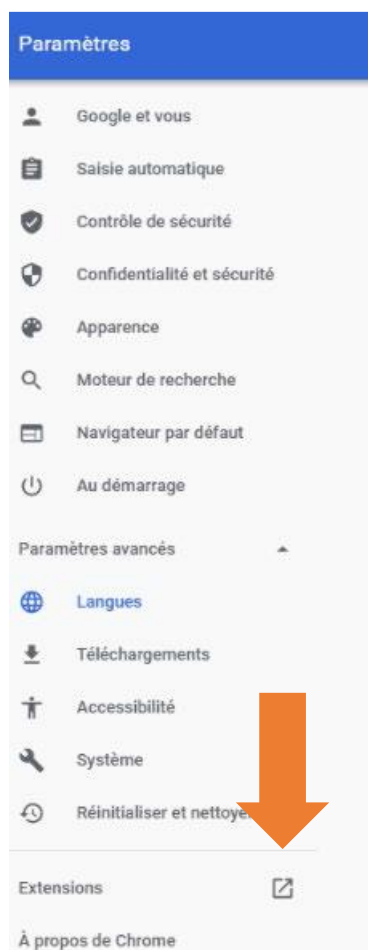 Paramètres
Google et vous
Saisie automatique
Contrôle de sécurité
Confidentialité et sécurité
Apparence
Moteur de recherche
Navigateur par défaut
Au démarrage
Paramètres avancés
Langues
Téléchargements
Accessibilité
Système
Réinitialiser et nettoyer
Extensions
À propos de Chrome